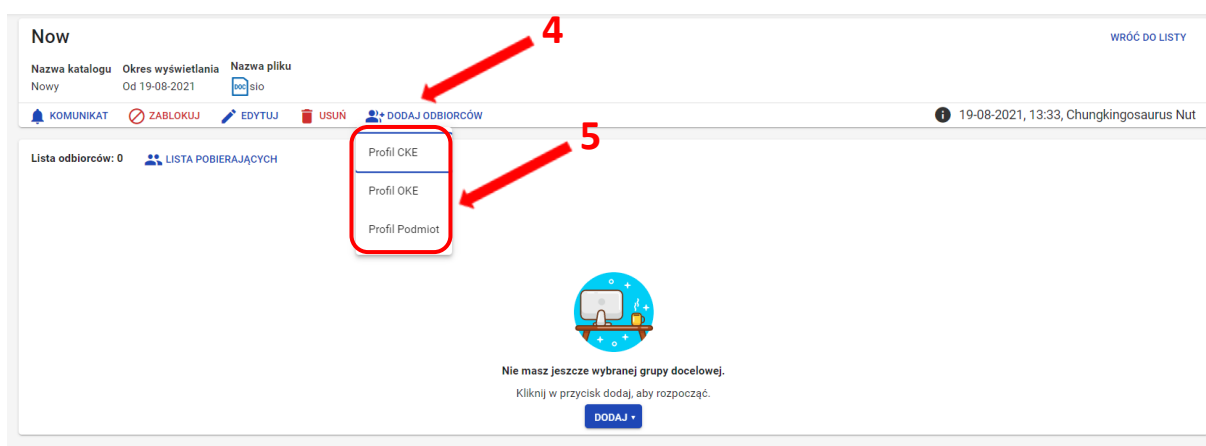 Now
4
WRÓĆ DO LISTY
Nazwa katalogu Okres wyświetlania Nazwa pliku
Nowy Od 19-08-2021 DOC sio
KOMUNIKAT ZABLOKUJ EDYTUJ USUŃ DODAJ ODBIORCÓW
19-08-2021, 13:33, Chungkingosaurus Nut
5
Lista odbiorców: 0 LISTA POBIERAJĄCYCH
Profil CKE
Profil OKE
Profil Podmiot
Nie masz jeszcze wybranej grupy docelowej.
Kliknij w przycisk dodaj, aby rozpocząć.
DODAJ